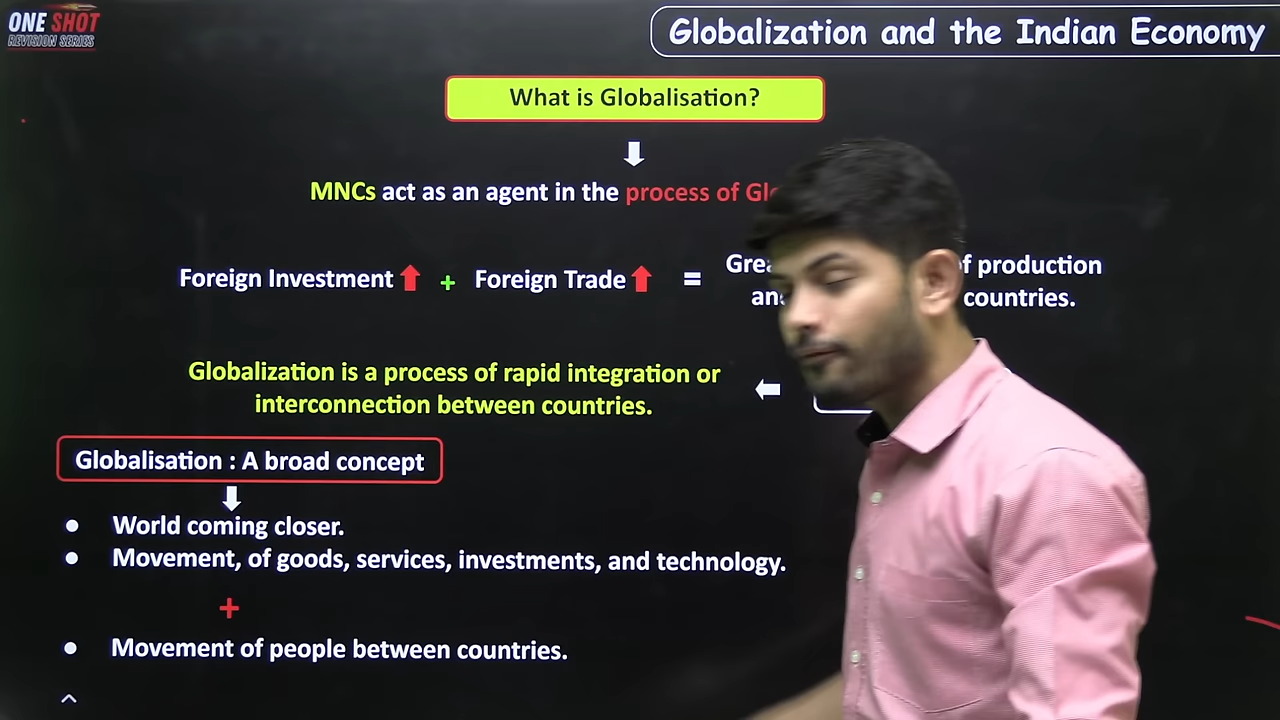 ONE SHOT
REVISION SERIES
Globalization and the Indian Economy
What is Globalisation?
MNCs act as an agent in the process of
Foreign Investment + Foreign Trade =
of production
countries.
Globalization is a process of rapid integration or
interconnection between countries.
Globalisation : A broad concept
• World coming closer.
• Movement, of goods, services, investments, and technology.
+
• Movement of people between countries.